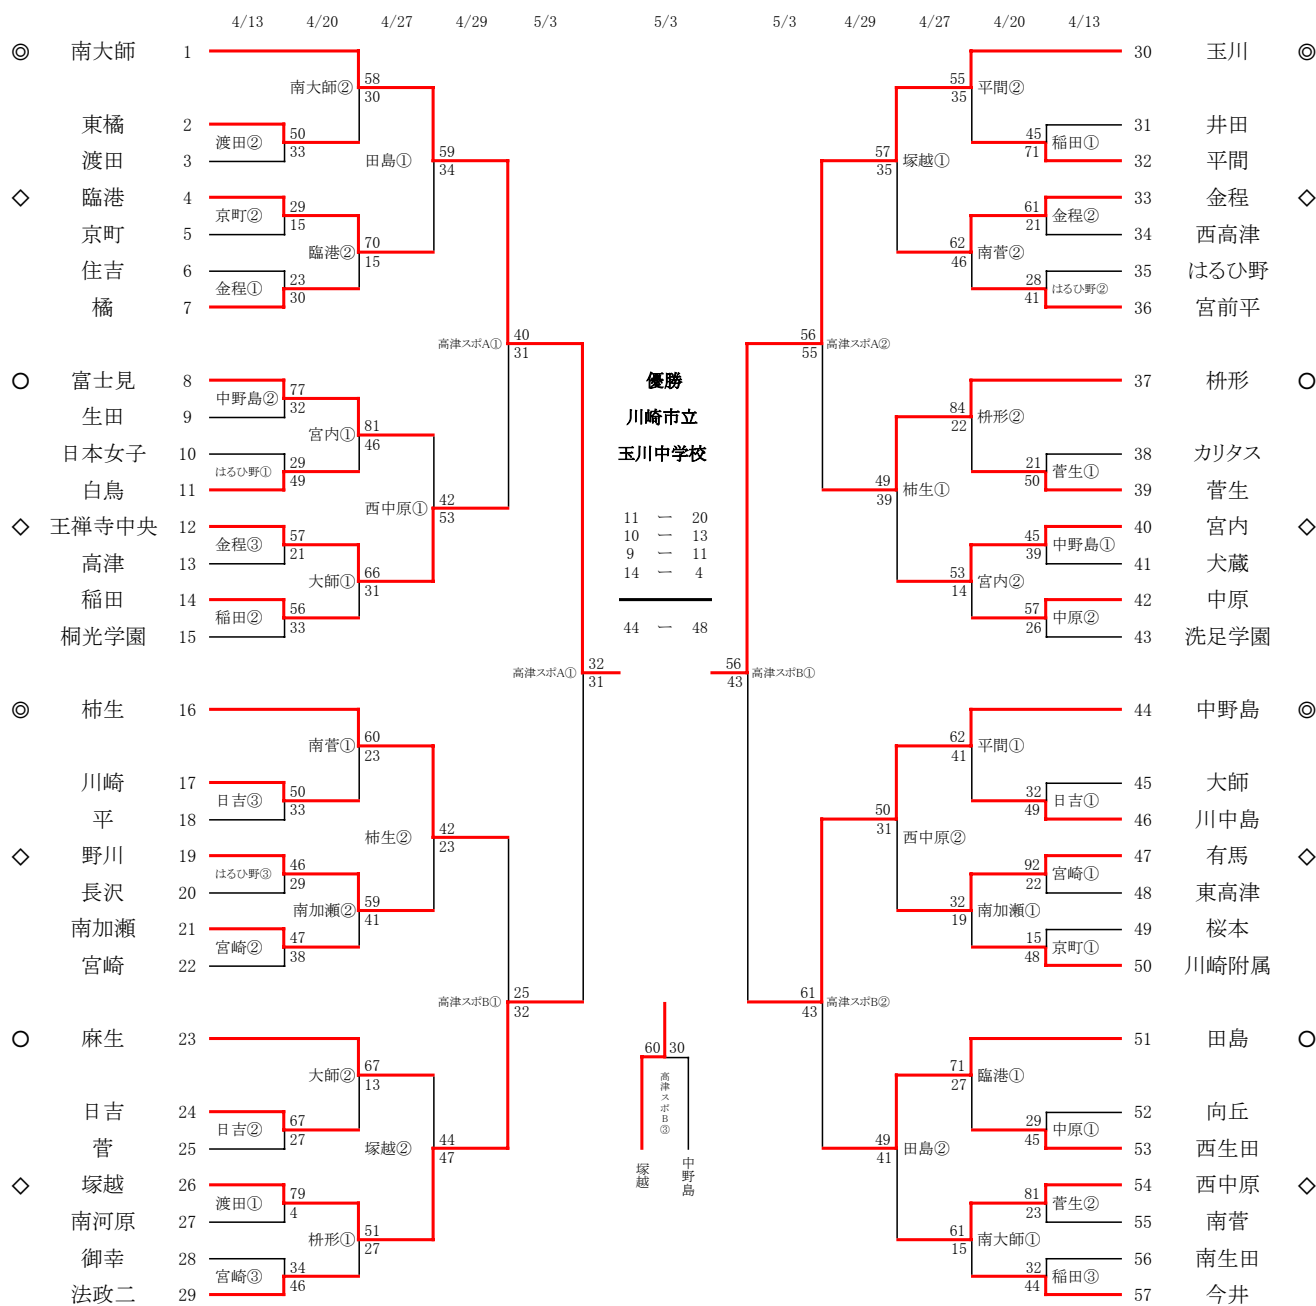 4/13 4/20 4/27 4/29 5/3 5/3 5/3 4/29 4/27 4/20 4/13
◎ 南大師 1
南大師② 58
30
東橘 2
渡田② 50
33
渡田 3
田島① 59
34
◇ 臨港 4
京町② 29
15
京町 5
臨港② 70
15
住吉 6
金程① 23
30
橘 7
高津スポA① 40
31
○ 富士見 8
中野島② 77
32
生田 9
宮内① 81
46
日本女子 10
はるひ野① 29
49
白鳥 11
西中原① 42
53
◇ 王禅寺中央 12
金程③ 57
21
高津 13
大師① 66
31
稲田 14
稲田② 56
33
桐光学園 15
高津スポA① 32
31
◎ 柿生 16
南菅① 60
23
川崎 17
日吉③ 50
33
平 18
柿生② 42
23
◇ 野川 19
はるひ野③ 46
29
長沢 20
南加瀬② 59
41
南加瀬 21
宮崎② 47
38
宮崎 22
高津スポB① 25
32
○ 麻生 23
大師② 67
13
日吉 24
日吉② 67
27
菅 25
塚越② 44
47
◇ 塚越 26
渡田① 79
4
南河原 27
枡形① 51
27
御幸 28
宮崎③ 34
46
法政二 29
優勝
川崎市立
玉川中学校
11 ー 20
10 ー 13
9 ー 11
14 ー 4
44 ー 48
60 30
高津スポB③
塚越
中野島
30 玉川 ◎
55 平間②
35
31 井田
45 稲田①
71
32 平間
57 塚越①
35
33 金程 ◇
61 金程②
21
34 西高津
62 南菅②
46
35 はるひ野
28 はるひ野②
41
36 宮前平
56 高津スポA②
55
37 枡形 ○
84 枡形②
22
38 カリタス
21 菅生①
50
39 菅生
49 柿生①
39
40 宮内 ◇
45 中野島①
39
41 犬蔵
53 宮内②
14
42 中原
57 中原②
26
43 洗足学園
56 高津スポB①
43
44 中野島 ◎
62 平間①
41
45 大師
32 日吉①
49
46 川中島
50 西中原②
31
47 有馬 ◇
92 宮崎①
22
48 東高津
32 南加瀬①
19
49 桜本
15 京町①
48
50 川崎附属
61 高津スポB②
43
51 田島 ○
71 臨港①
27
52 向丘
29 中原①
45
53 西生田
49 田島②
41
54 西中原 ◇
81 菅生②
23
55 南菅
61 南大師①
15
56 南生田
32 稲田③
44
57 今井